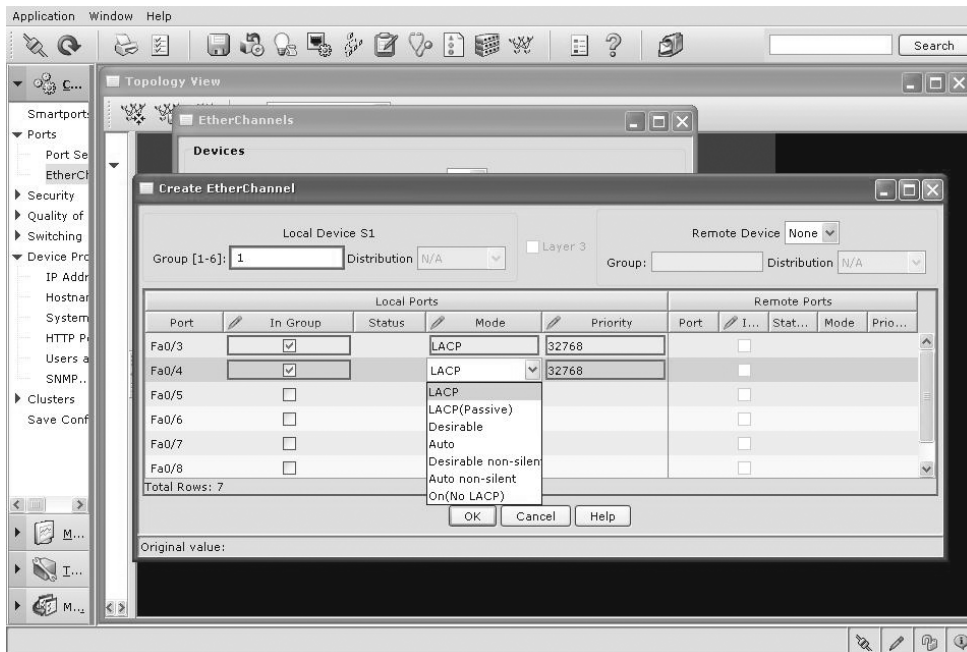 Application Window Help
Search
C...
Topology View
Smartports
Ports
EtherChannels
Port Se
Devices
EtherCh
Create EtherChannel
Security
Quality of
Local Device S1
Remote Device None
Switching
Layer 3
Group [1-6]: 1 Distribution N/A
Group: Distribution N/A
Device Pro
IP Addr
Hostnar
Local Ports Remote Ports
System
Port In Group Status Mode Priority Port I... Stat... Mode Prio...
HTTP P
Fa0/3 LACP 32768
Users a
Fa0/4 LACP 32768
SNMP..
Fa0/5 LACP
Clusters
LACP(Passive)
Save Conf
Fa0/6
Desirable
Fa0/7 Auto
Desirable non-silen
Fa0/8
Auto non-silent
Total Rows: 7
On(No LACP)
OK Cancel Help
M...
Original value:
I...
M...